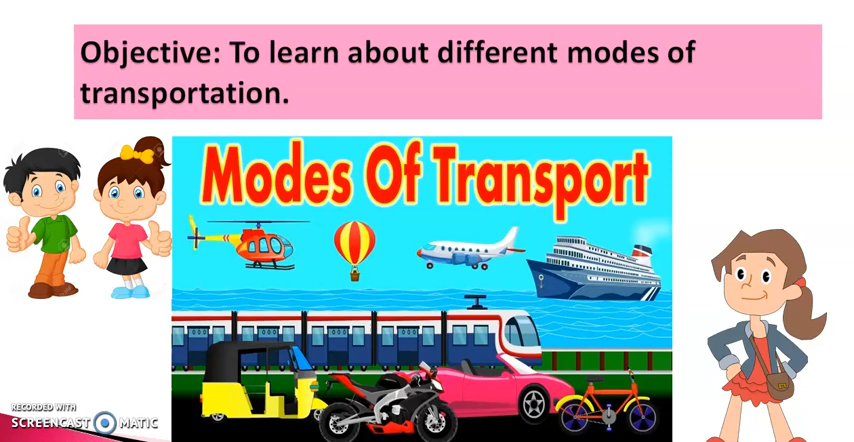 Objective: To learn about different modes of
transportation.
Modes Of Transport
RECORDED WITH
SCREENCAST MATIC